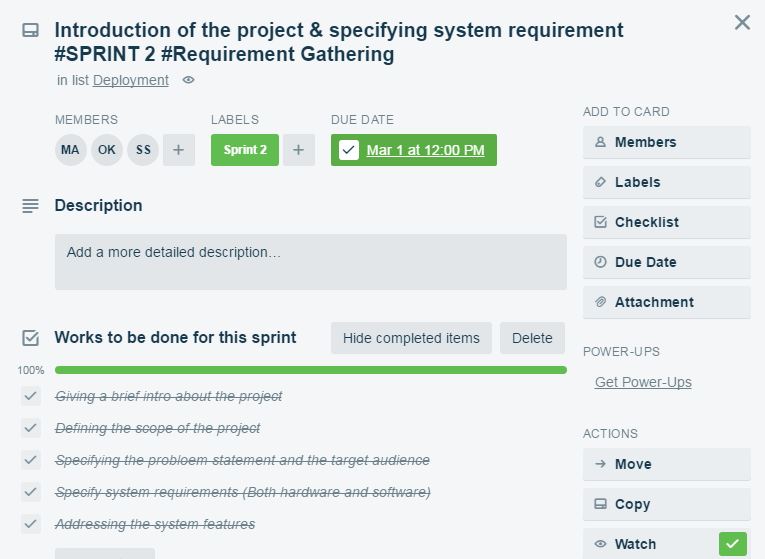 Introduction of the project & specifying system requirement
#SPRINT 2 #Requirement Gathering
in list Deployment
MEMBERS
LABELS
DUE DATE
MA
OK
SS
+
Sprint 2
+
Mar 1 at 12:00 PM
Description
Add a more detailed description…
Works to be done for this sprint
Hide completed items
Delete
100%
Giving a brief intro about the project
Defining the scope of the project
Specifying the probloem statement and the target audience
Specify system requirements (Both hardware and software)
Addressing the system features
ADD TO CARD
Members
Labels
Checklist
Due Date
Attachment
POWER-UPS
Get Power-Ups
ACTIONS
Move
Copy
Watch